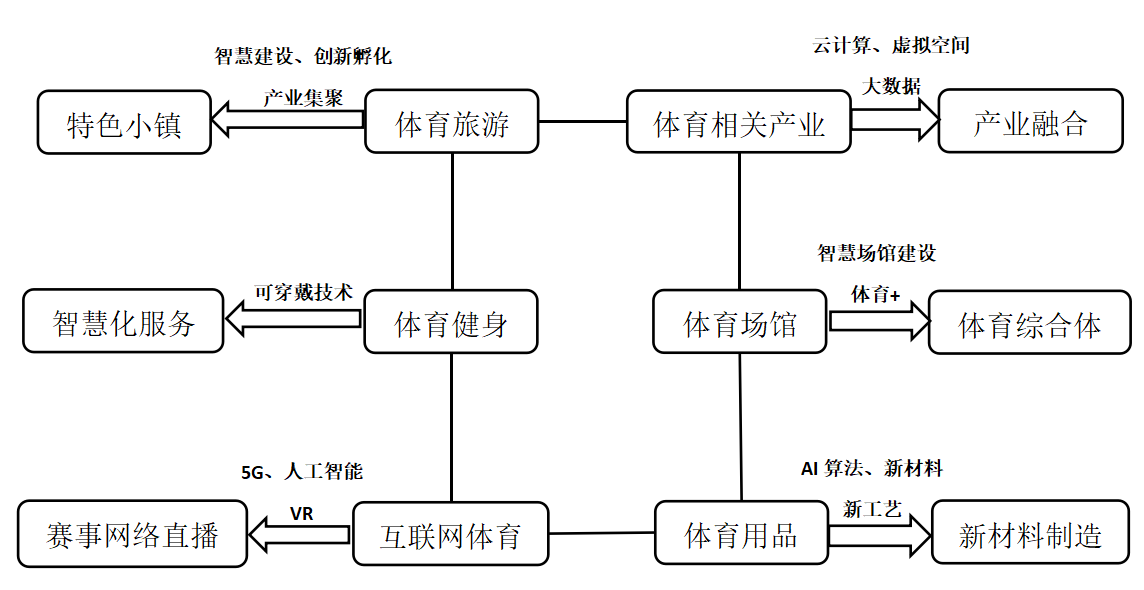 智慧建设、创新孵化
云计算、虚拟空间
产业集聚
大数据
特色小镇
体育旅游
体育相关产业
产业融合
智慧场馆建设
可穿戴技术
体育+
智慧化服务
体育健身
体育场馆
体育综合体
5G、人工智能
AI 算法、新材料
VR
新工艺
赛事网络直播
互联网体育
体育用品
新材料制造